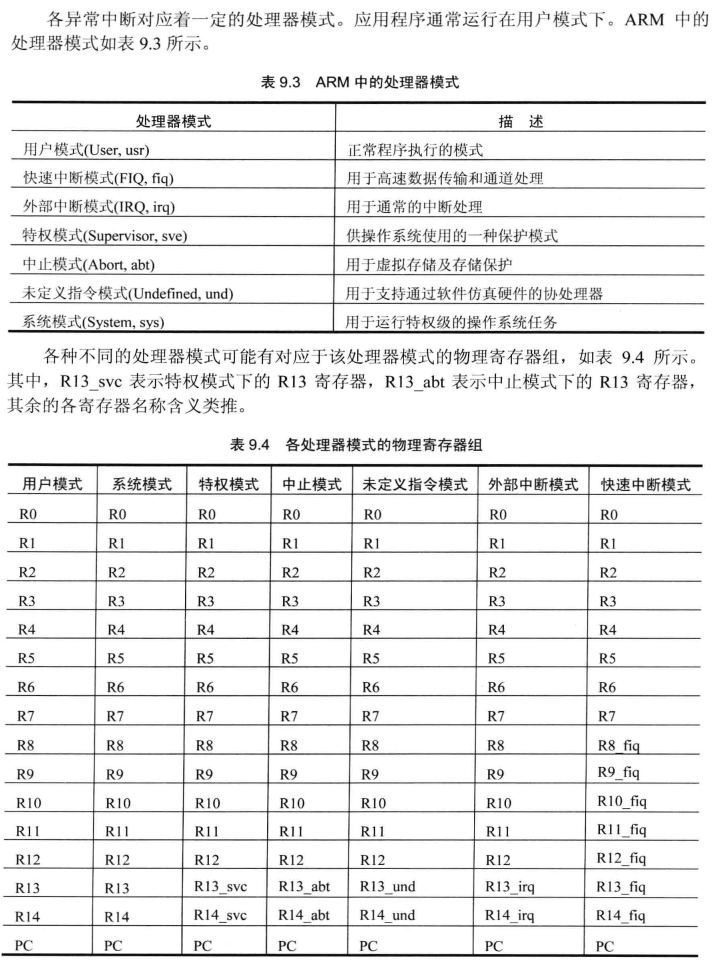 各异常中断对应着一定的处理器模式。应用程序通常运行在用户模式下。ARM 中的
处理器模式如表 9.3 所示。
表 9.3 ARM 中的处理器模式
处理器模式 描 述
用户模式(User, usr) 正常程序执行的模式
快速中断模式(FIQ, fiq) 用于高速数据传输和通道处理
外部中断模式(IRQ, irq) 用于通常的中断处理
特权模式(Supervisor, sve) 供操作系统使用的一种保护模式
中止模式(Abort, abt) 用于虚拟存储及存储保护
未定义指令模式(Undefined, und) 用于支持通过软件仿真硬件的协处理器
系统模式(System, sys) 用于运行特权级的操作系统任务
各种不同的处理器模式可能有对应于该处理器模式的物理寄存器组，如表 9.4 所示。
其中，R13_svc 表示特权模式下的 R13 寄存器，R13_abt 表示中止模式下的 R13 寄存器，
其余的各寄存器名称含义类推。
表 9.4 各处理器模式的物理寄存器组
用户模式 系统模式 特权模式 中止模式 未定义指令模式 外部中断模式 快速中断模式
R0 R0 R0 R0 R0 R0 R0
R1 R1 R1 R1 R1 R1 R1
R2 R2 R2 R2 R2 R2 R2
R3 R3 R3 R3 R3 R3 R3
R4 R4 R4 R4 R4 R4 R4
R5 R5 R5 R5 R5 R5 R5
R6 R6 R6 R6 R6 R6 R6
R7 R7 R7 R7 R7 R7 R7
R8 R8 R8 R8 R8 R8 R8_fiq
R9 R9 R9 R9 R9 R9 R9_fiq
R10 R10 R10 R10 R10 R10 R10_fiq
R11 R11 R11 R11 R11 R11 R11_fiq
R12 R12 R12 R12 R12 R12 R12_fiq
R13 R13 R13_svc R13_abt R13_und R13_irq R13_fiq
R14 R14 R14_svc R14_abt R14_und R14_irq R14_fiq
PC PC PC PC PC PC PC